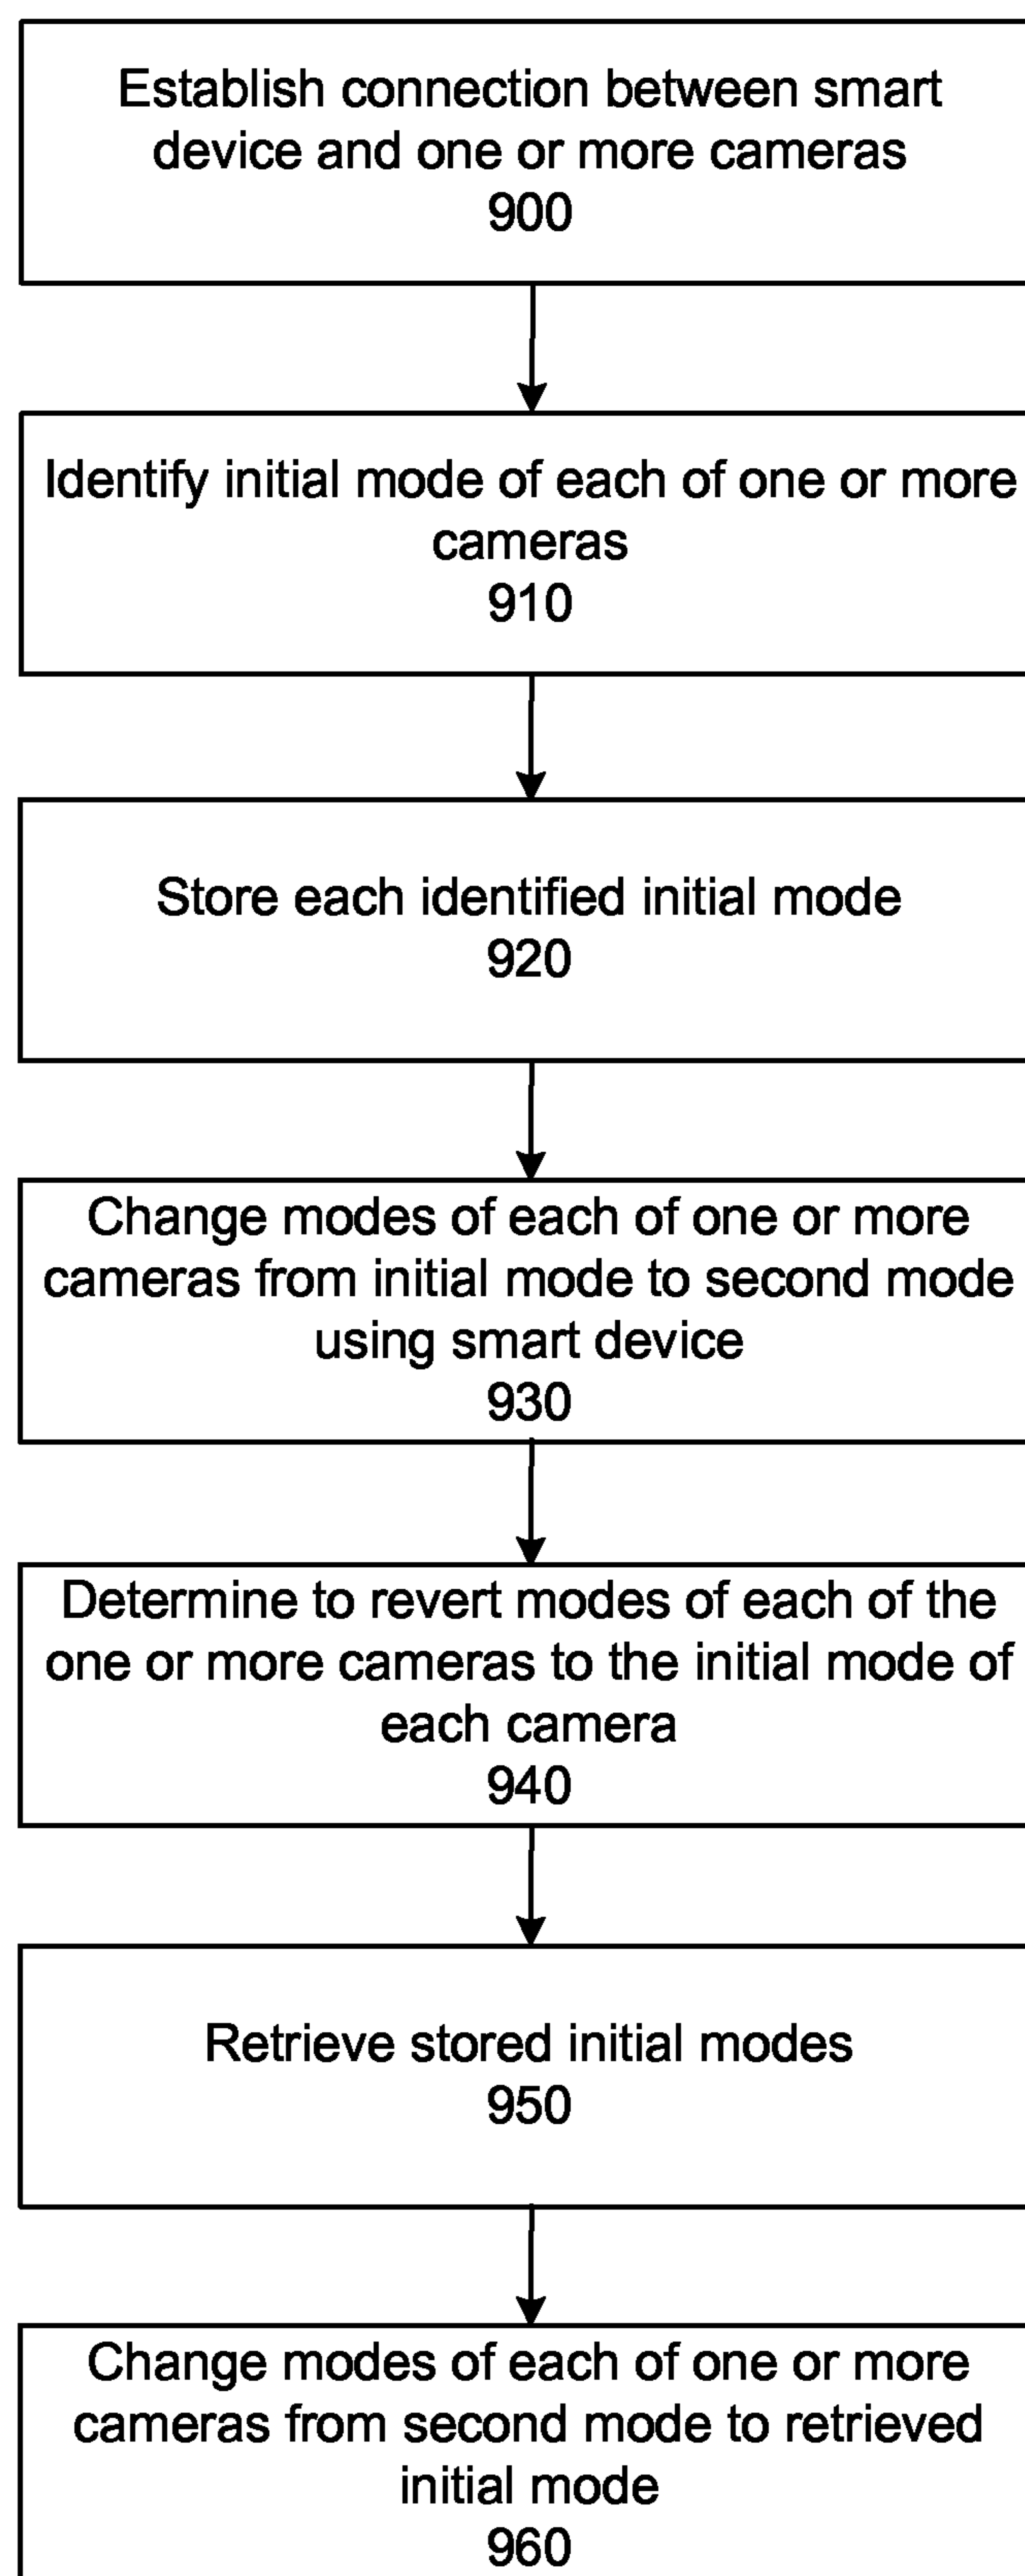 Establish connection between smart
device and one or more cameras
900
Identify initial mode of each of one or more
cameras
910
Store each identified initial mode
920
Change modes of each of one or more
cameras from initial mode to second mode
using smart device
930
Determine to revert modes of each of the
one or more cameras to the initial mode of
each camera
940
Retrieve stored initial modes
950
Change modes of each of one or more
cameras from second mode to retrieved
initial mode
960